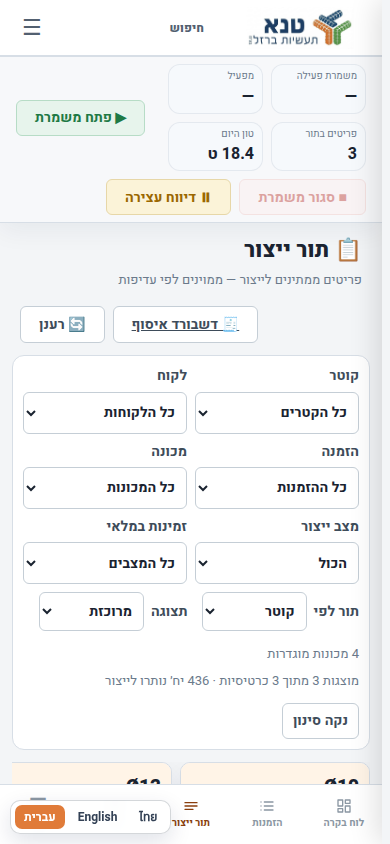 טנא
תעשיות ברזל
חיפוש
משמרת פעילה
—
מפעיל
—
פריטים בתור
3
טון היום
18.4 ט
פתח משמרת
סגור משמרת
דיווח עצירה
תור ייצור
פריטים ממתינים לייצור — ממוינים לפי עדיפות
דשבורד איסוף
רענן
קוטר
לקוח
כל הקטרים
כל הלקוחות
הזמנה
מכונה
כל ההזמנות
כל המכונות
מצב ייצור
זמינות במלאי
הכול
כל המצבים
תור לפי
קוטר
תצוגה
מרוכזת
4 מכונות מוגדרות
מוצגות 3 מתוך 3 כרטיסיות · 436 יח' נותרו לייצור
נקה סינון
לוח בקרה
הזמנות
תור ייצור
עברית
English
ไทย